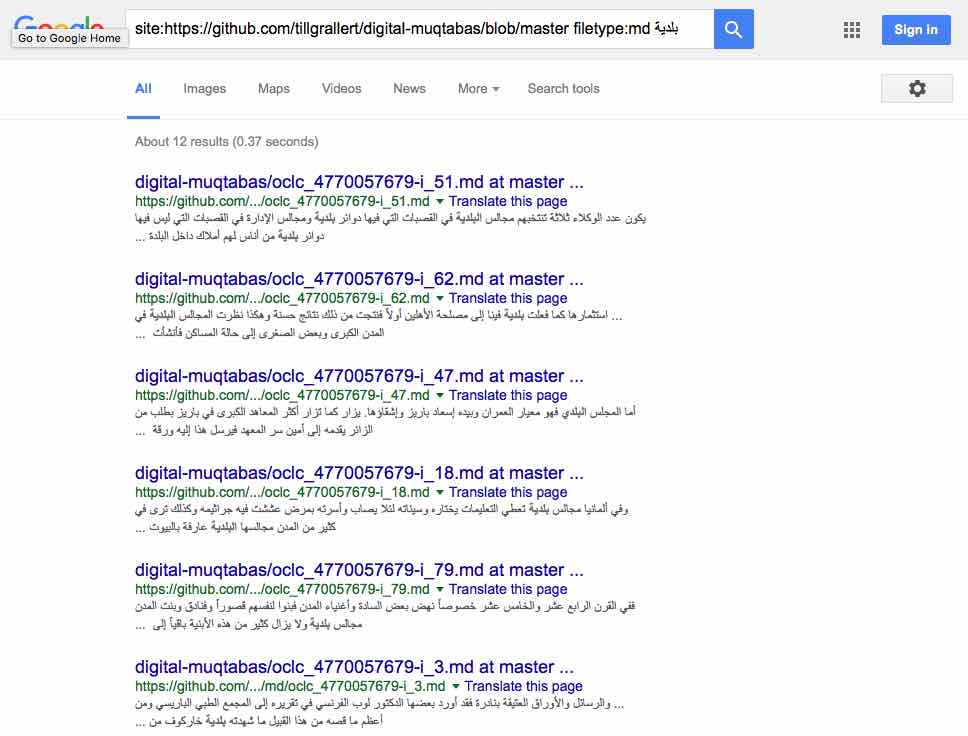 Google
Go to Google Home
site:https://github.com/tillgrallert/digital-muqtabas/blob/master filetype:md بلدية
Sign in
All Images Maps Videos News More Search tools
About 12 results (0.37 seconds)
digital-muqtabas/oclc_4770057679-i_51.md at master ...
https://github.com/.../oclc_4770057679-i_51.md Translate this page
يكون عدد الوكلاء ثلاثة تنتخبهم مجالس البلدية في القصبات التي فيها دوائر بلدية ومجالس الإدارة في القصبات التي ليس فيها
دوائر بلدية من أناس لهم أملاك داخل البلدة ...
digital-muqtabas/oclc_4770057679-i_62.md at master ...
https://github.com/.../oclc_4770057679-i_62.md Translate this page
... استثمارها كما فعلت بلدية فينا إلى مصلحة الأهلين أولاً فنتجت من ذلك نتائج حسنة وهكذا نظرت المجالس البلدية في
المدن الكبرى وبعض الصغرى إلى حالة المساكن فأنشأت ...
digital-muqtabas/oclc_4770057679-i_47.md at master ...
https://github.com/.../oclc_4770057679-i_47.md Translate this page
أما المجلس البلدي فهو معيار العمران وبيده إسعاد باريز وإشقاؤها. يزار كما تزار أكثر المعاهد الكبرى في باريز بطلب من
الزائر يقدمه إلى أمين سر المعهد فيرسل هذا إليه ورقة ...
digital-muqtabas/oclc_4770057679-i_18.md at master ...
https://github.com/.../oclc_4770057679-i_18.md Translate this page
وفي ألمانيا مجالس بلدية تعطي التعليمات يختاره وسيناته لئلا يصاب وأسرته بمرض عششت فيه جراثيمه وكذلك ترى في
كثير من المدن مجالسها البلدية عارفة بالبيوت ...
digital-muqtabas/oclc_4770057679-i_79.md at master ...
https://github.com/.../oclc_4770057679-i_79.md Translate this page
ففي القرن الرابع عشر والخامس عشر خصوصاً نهض بعض السادة وأغنياء المدن فبنوا لنفسهم قصوراً وفنادق وبنت المدن
مجالس بلدية ولا يزال كثير من هذه الأبنية باقياً إلى ...
digital-muqtabas/oclc_4770057679-i_3.md at master ...
https://github.com/.../md/oclc_4770057679-i_3.md Translate this page
... والرسائل والأوراق العتيقة بنادرة فقد أورد بعضها الدكتور لوب الفرنسي في تقريره إلى المجمع الطبي الباريسي ومن
أعظم ما قصه من هذا القبيل ما شهدته بلدية خاركوف من ...